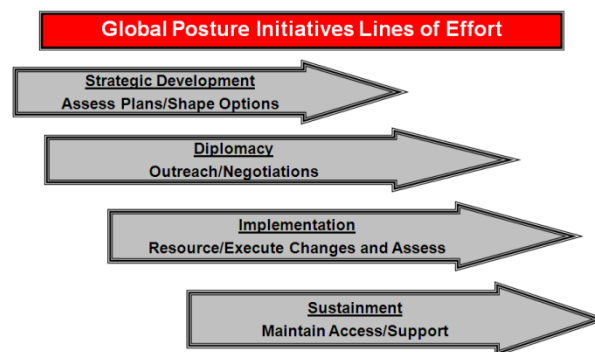 Global Posture Initiatives Lines of Effort
Strategic Development
Assess Plans/Shape Options
Diplomacy
Outreach/Negotiations
Implementation
Resource/Execute Changes and Assess
Sustainment
Maintain Access/Support